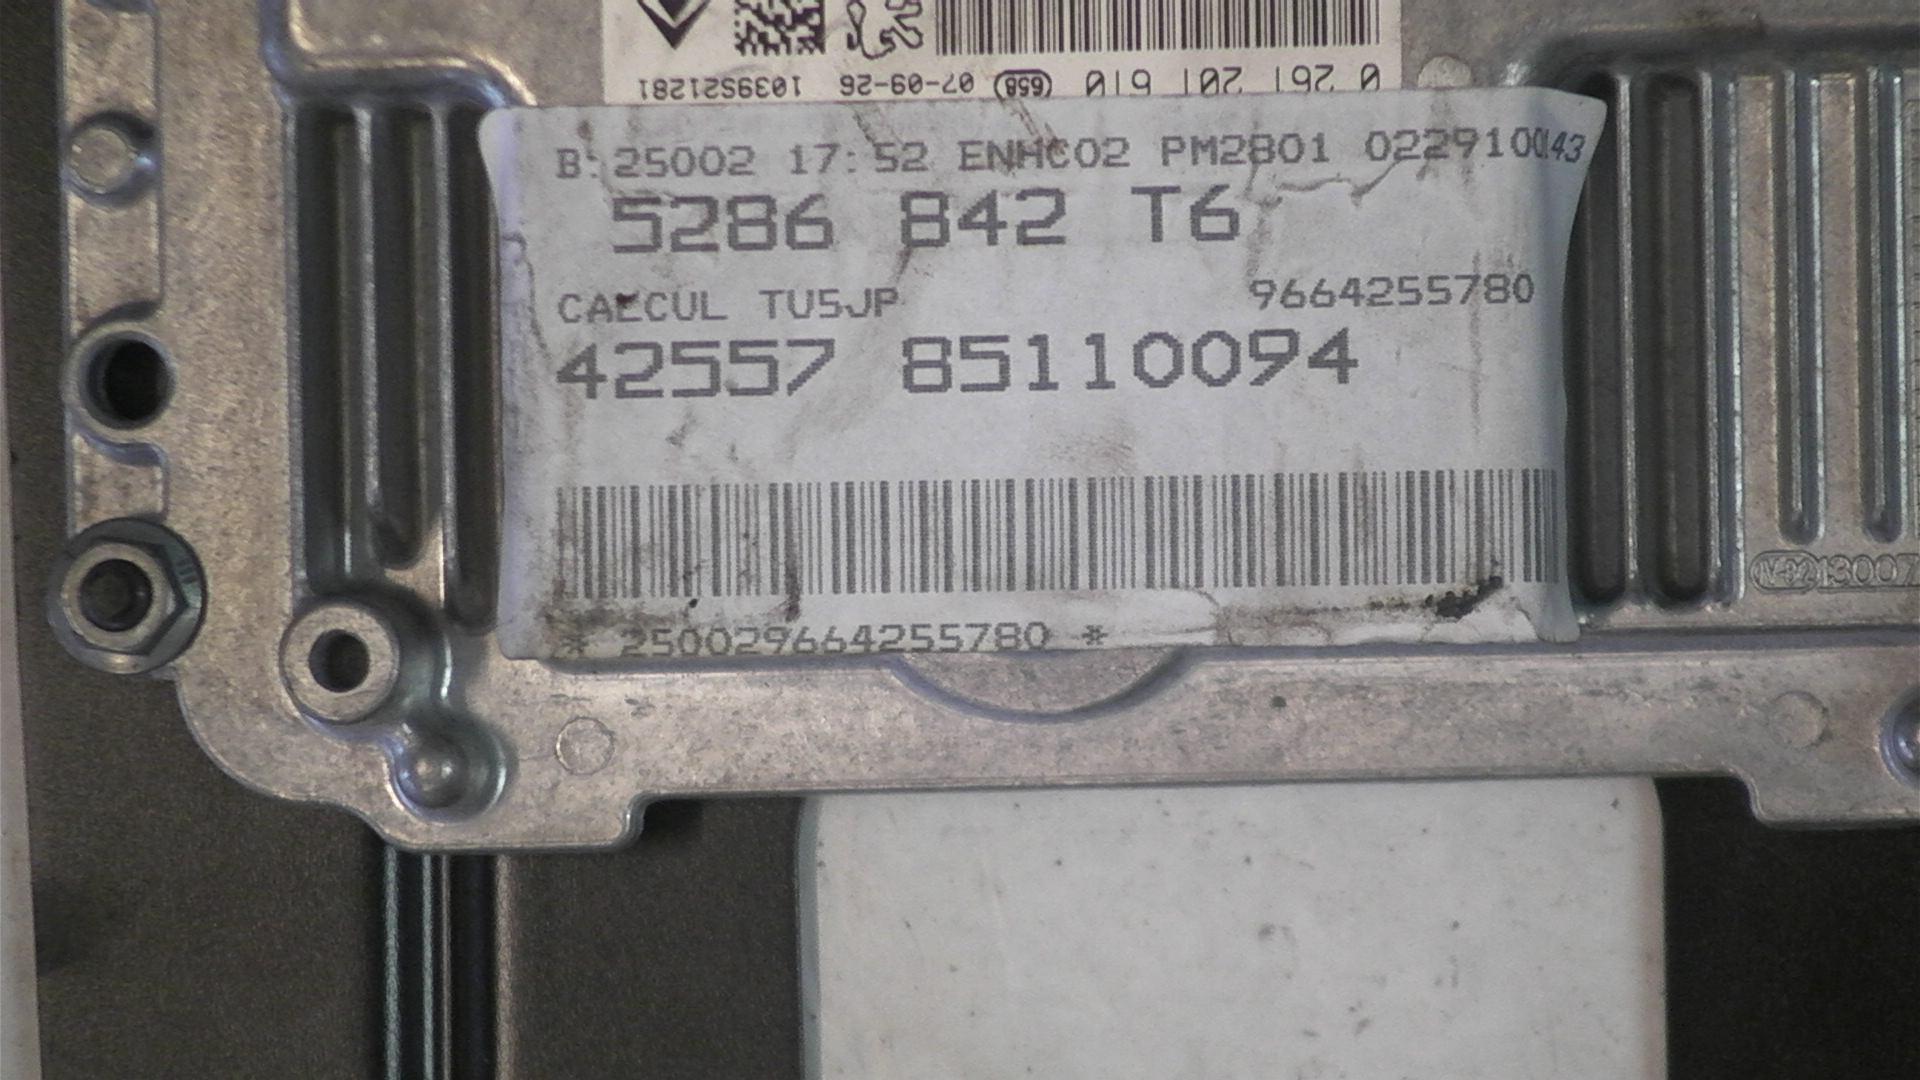 0 261 201 610 (658) 07-09-26 1039S21281
B: 25002 17:52 ENHC02 PM2801 0229100143
5286 842 T6
CALCUL TU5JP 9664255780
42557 85110094
* 250029664255780 *